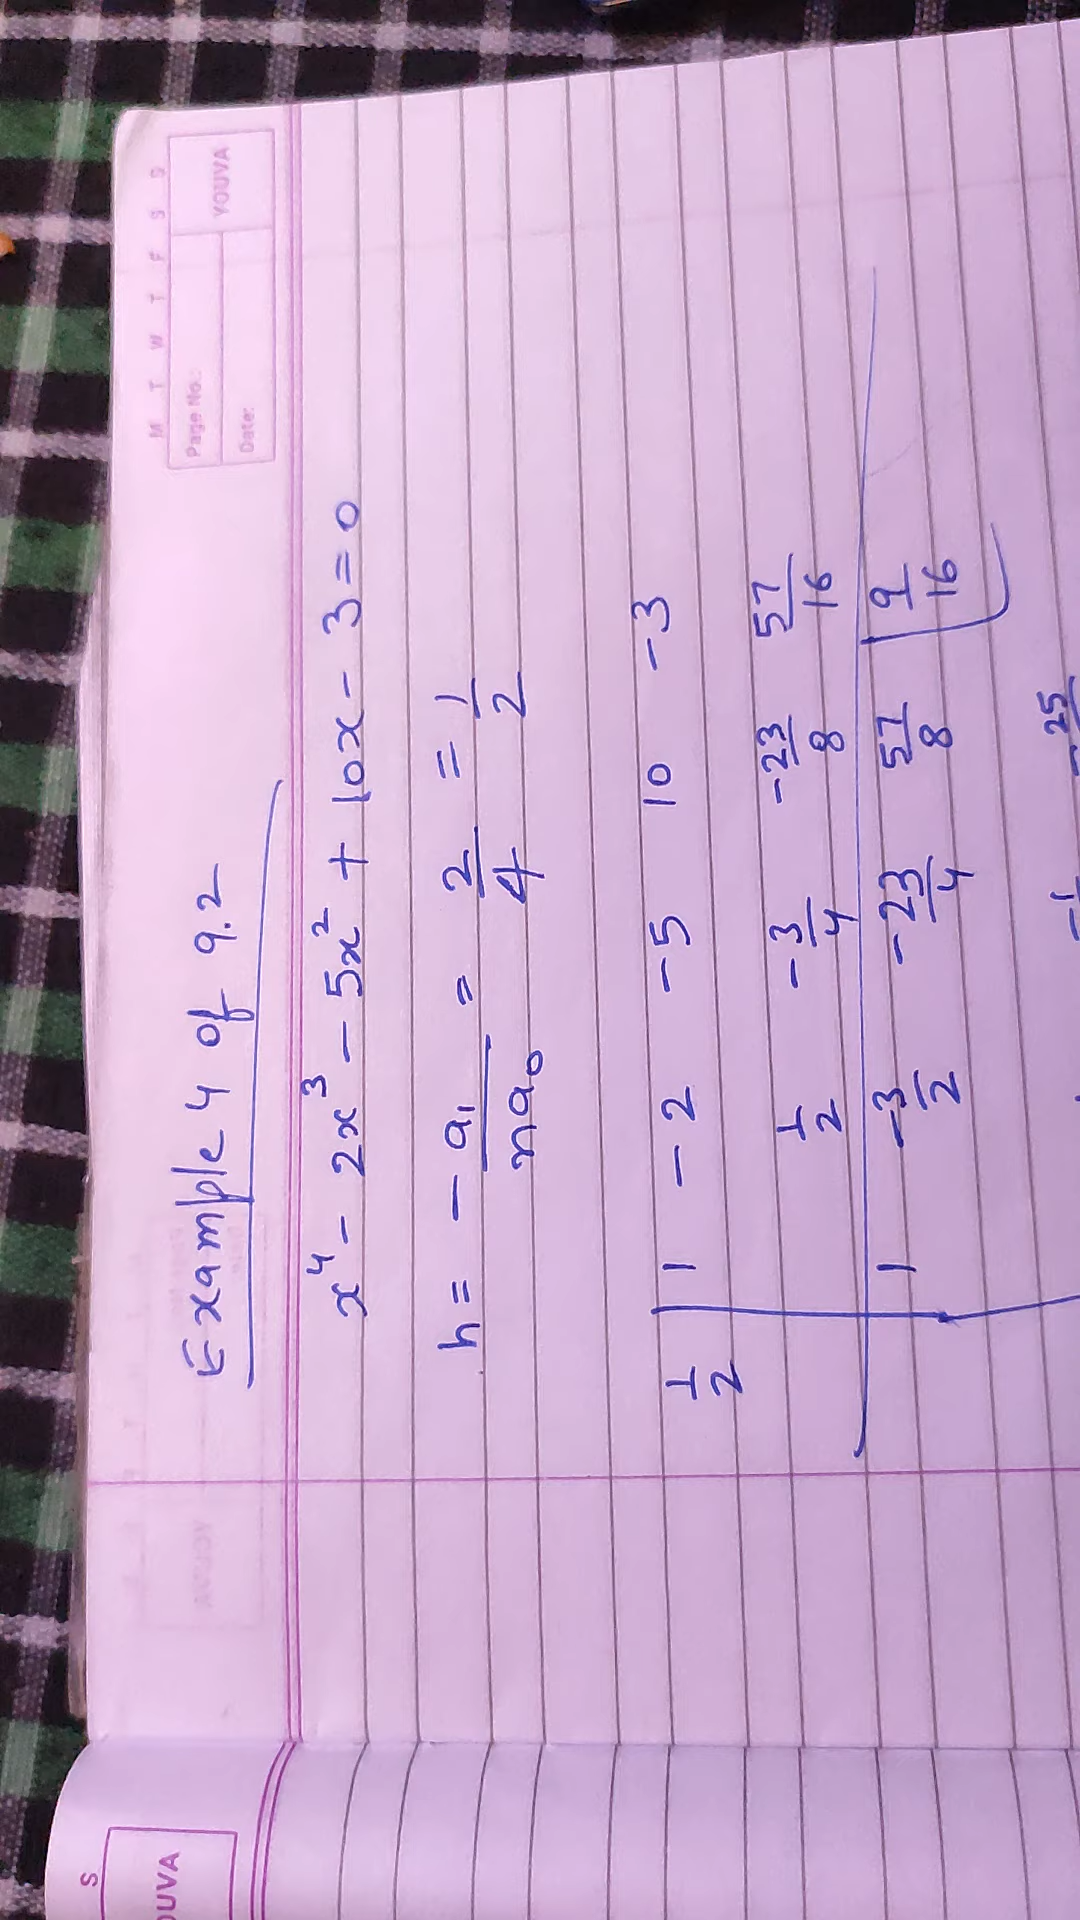 M T W T F S D
Page No.:
YOUVA
Date:
Example 4 of 9.2
x⁴ - 2x³ - 5x² + 10x - 3 = 0
h = - a₁/na₀ = 2/4 = 1/2
1/2 | 1 -2 -5 10 -3
1/2 -3/4 -23/8 57/16
1 -3/2 -23/4 57/8 9/16
-25
S
OUVA